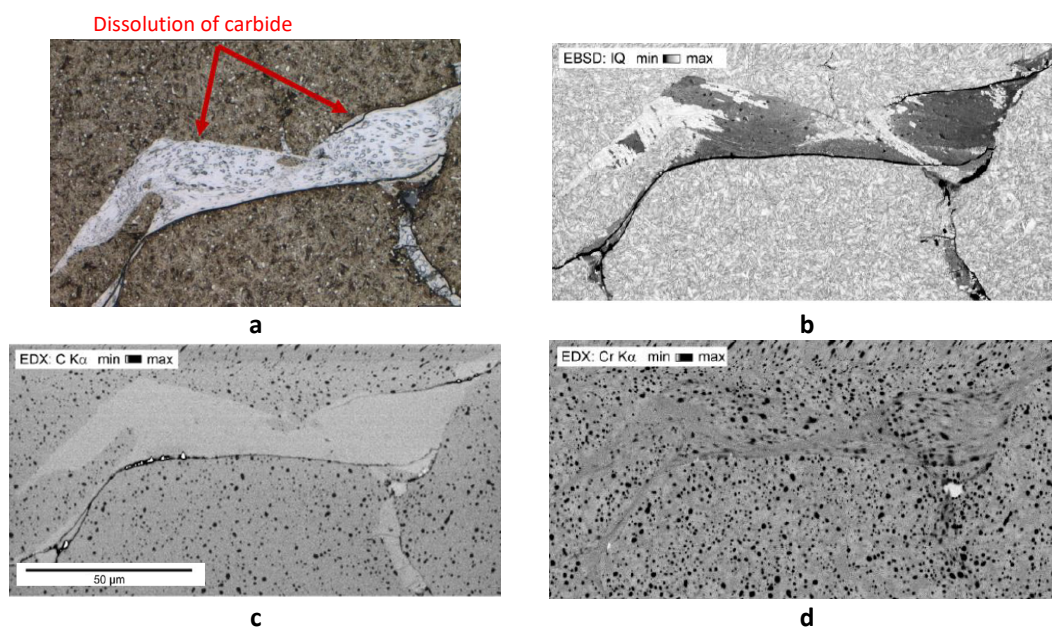 Dissolution of carbide
EBSD: IQ min max
a
b
EDX: C Kα min max
EDX: Cr Kα min max
50 µm
c
d